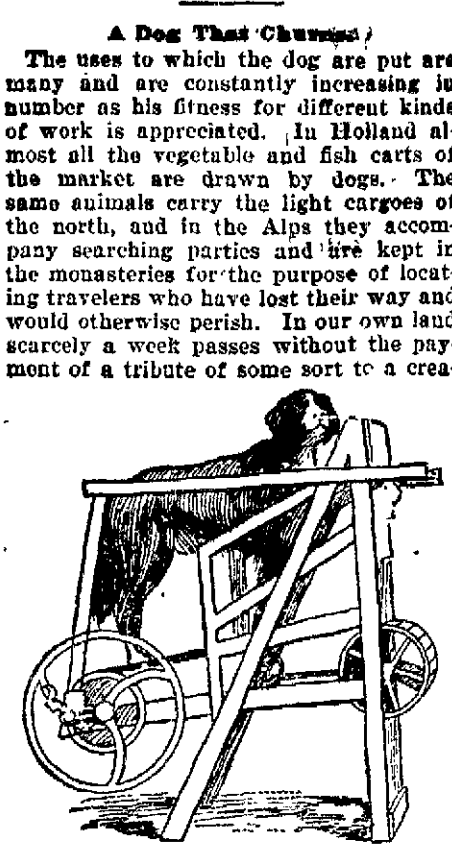 A Dog That Churns
The uses to which the dog are put are
many and are constantly increasing in
number as his fitness for different kinds
of work is appreciated. In Holland al-
most all the vegetable and fish carts of
the market are drawn by dogs. The
same animals carry the light cargoes of
the north, and in the Alps they accom-
pany searching parties and are kept in
the monasteries for the purpose of locat-
ing travelers who have lost their way and
would otherwise perish. In our own land
scarcely a week passes without the pay-
ment of a tribute of some sort to a crea-